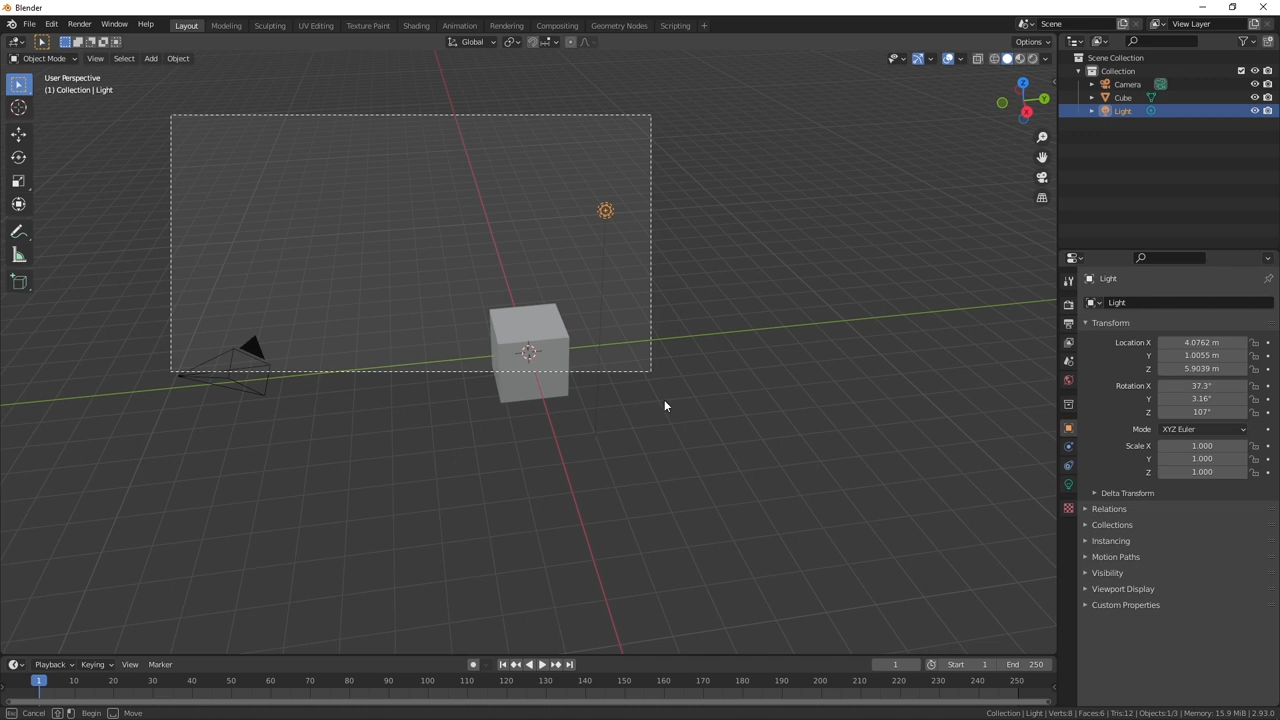 Blender
File Edit Render Window Help
Layout Modeling Sculpting UV Editing Texture Paint Shading Animation Rendering Compositing Geometry Nodes Scripting +
Scene
View Layer
Global
Options
Object Mode View Select Add Object
User Perspective
(1) Collection | Light
Z
Y
X
Scene Collection
Collection
Camera
Cube
Light
Light
Light
Transform
Location X 4.0762 m
Y 1.0055 m
Z 5.9039 m
Rotation X 37.3°
Y 3.16°
Z 107°
Mode XYZ Euler
Scale X 1.000
Y 1.000
Z 1.000
Delta Transform
Relations
Collections
Instancing
Motion Paths
Visibility
Viewport Display
Custom Properties
Playback Keying View Marker
1 Start 1 End 250
1 10 20 30 40 50 60 70 80 90 100 110 120 130 140 150 160 170 180 190 200 210 220 230 240 250
Esc Cancel Begin Move
Collection | Light | Verts:8 | Faces:6 | Tris:12 | Objects:1/3 | Memory: 15.9 MiB | 2.93.0